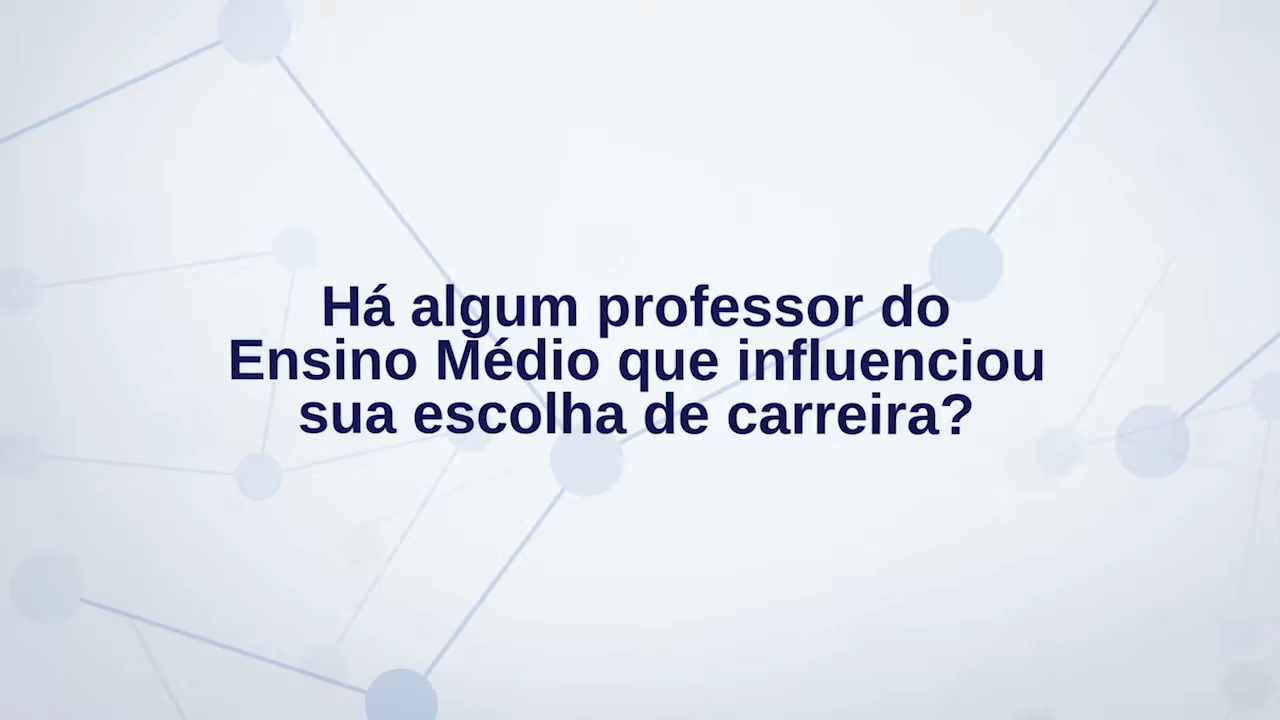 Há algum professor do
Ensino Médio que influenciou
sua escolha de carreira?